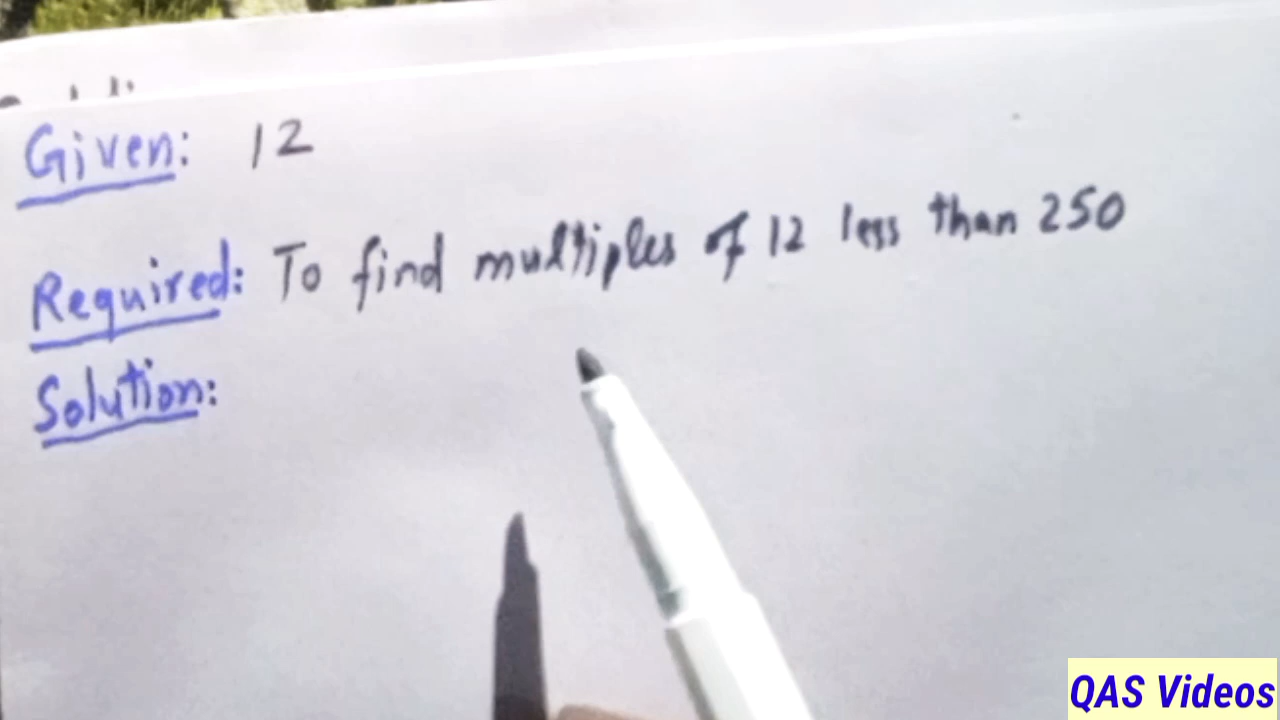 Given: 12
Required: To find multiples of 12 less than 250
Solution:
QAS Videos